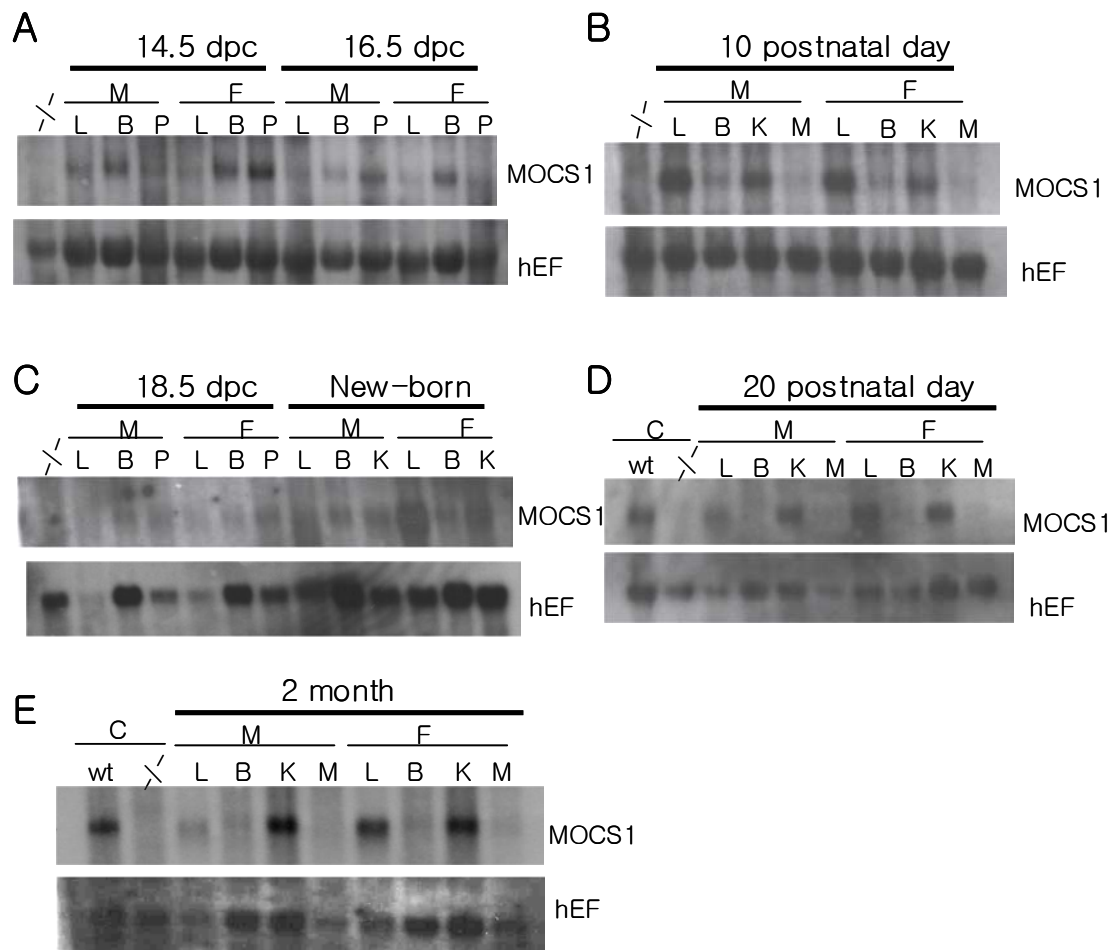 A
14.5 dpc 16.5 dpc
M F M F
-/- L B P L B P L B P L B P
MOCS1
hEF
B
10 postnatal day
M F
-/- L B K M L B K M
MOCS1
hEF
C
18.5 dpc New-born
M F M F
-/- L B P L B P L B K L B K
MOCS1
hEF
D
20 postnatal day
C M F
wt -/- L B K M L B K M
MOCS1
hEF
E
2 month
C M F
wt -/- L B K M L B K M
MOCS1
hEF